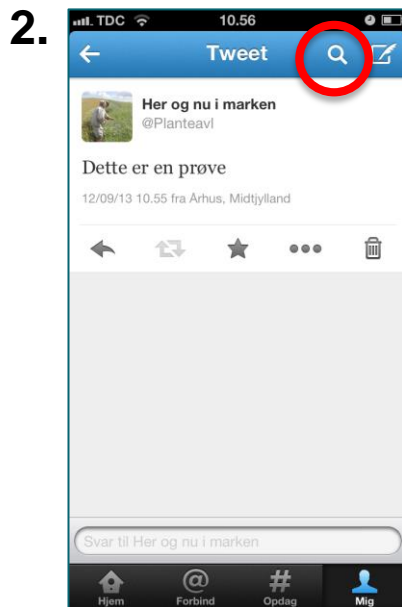 2.
TDC 10.56
Tweet
Her og nu i marken
@Planteavl
Dette er en prøve
12/09/13 10.55 fra Århus, Midtjylland
Svar til Her og nu i marken
Hjem Forbind Opdag Mig